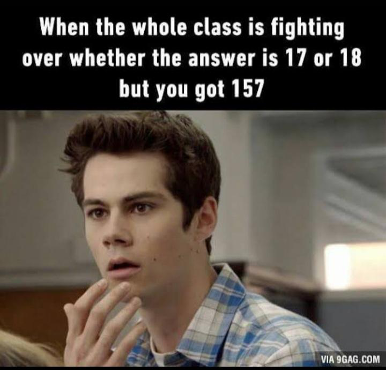 When the whole class is fighting
over whether the answer is 17 or 18
but you got 157
VIA 9GAG.COM